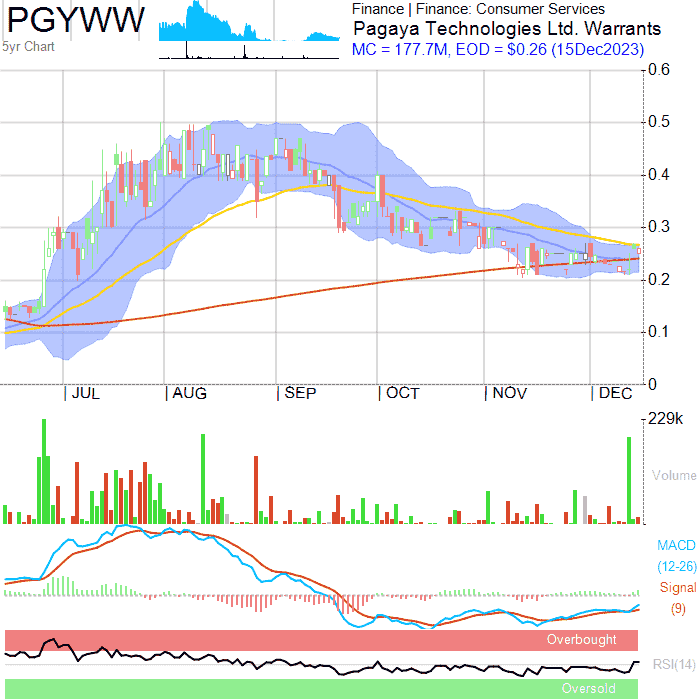 PGYWW
5yr Chart
Finance | Finance: Consumer Services
Pagaya Technologies Ltd. Warrants
MC = 177.7M, EOD = $0.26 (15Dec2023)
0.6
0.5
0.4
0.3
0.2
0.1
0
| JUL | AUG | SEP | OCT | NOV | DEC
229k
Volume
MACD
(12-26)
Signal
(9)
Overbought
RSI(14)
Oversold